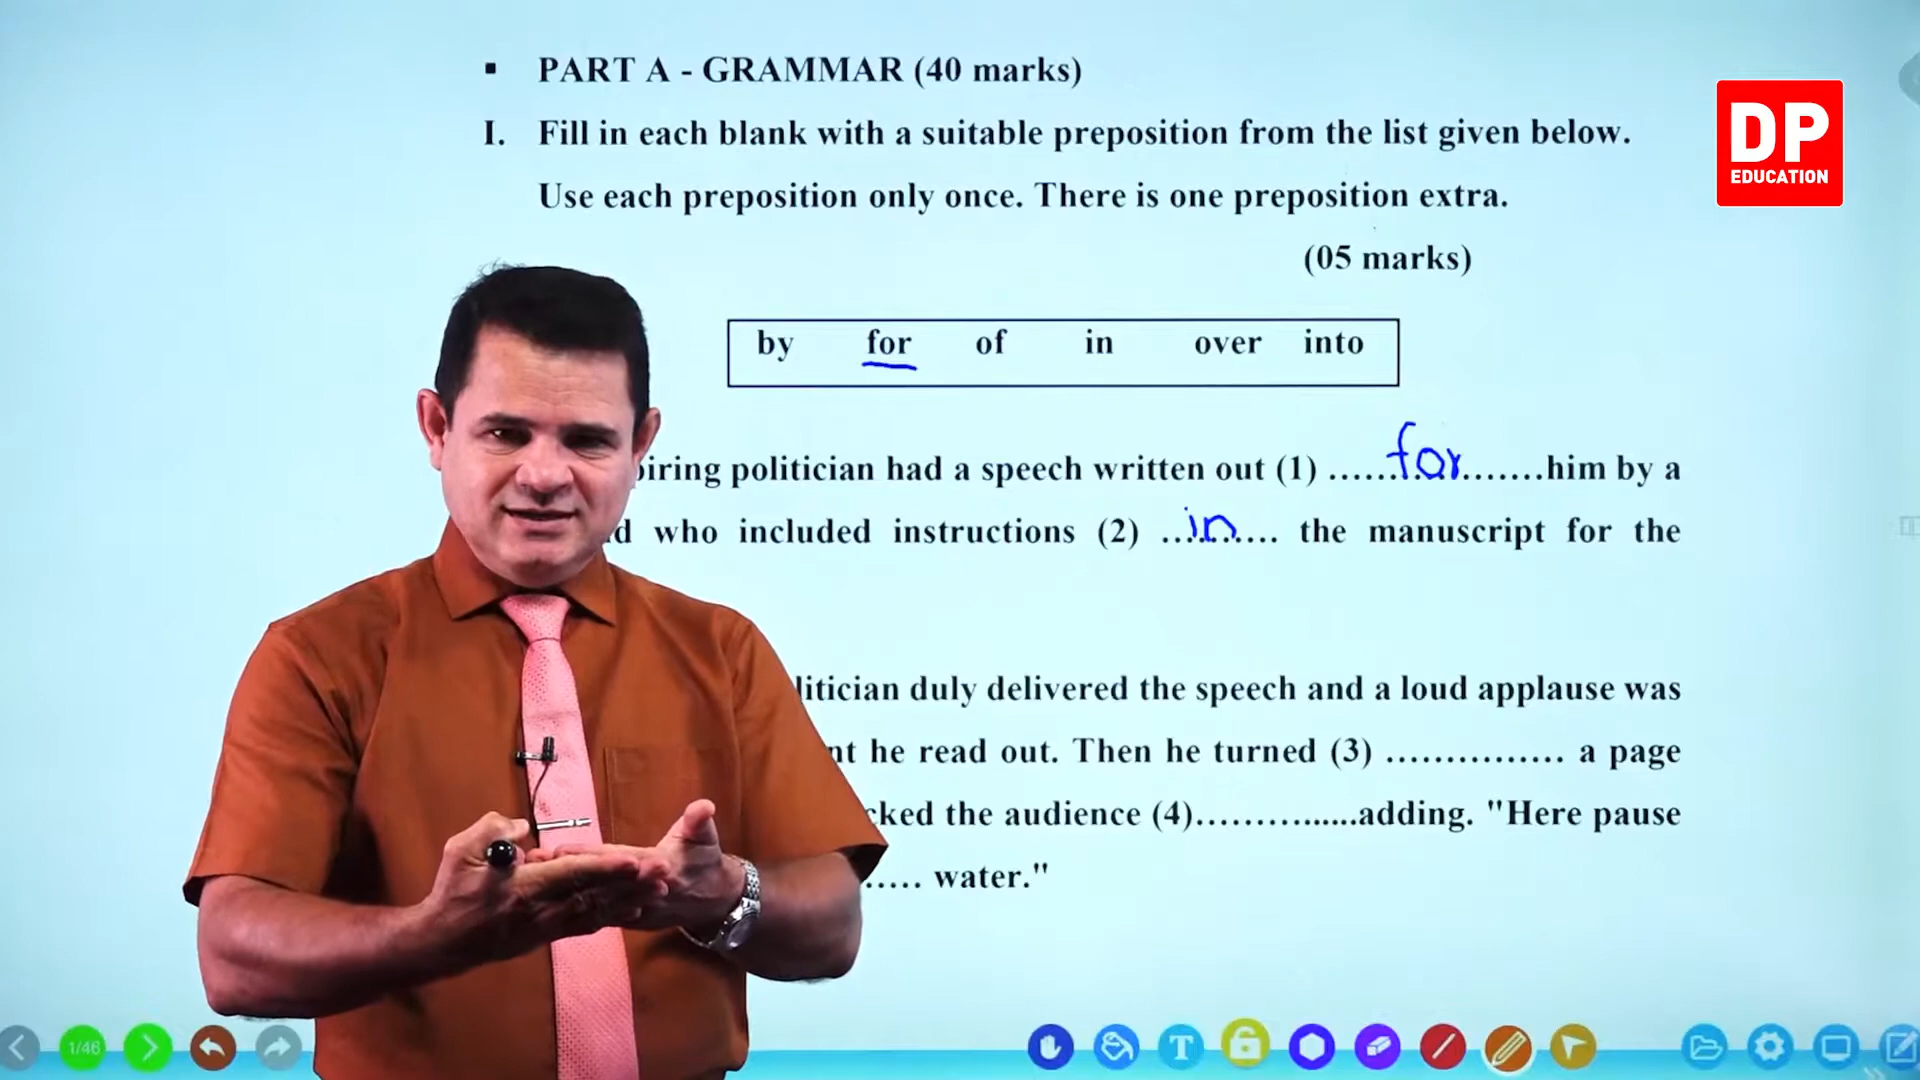 ▪ PART A - GRAMMAR (40 marks)
DP
EDUCATION
I. Fill in each blank with a suitable preposition from the list given below.
Use each preposition only once. There is one preposition extra.
(05 marks)
by for of in over into
politician had a speech written out (1) ......for.......him by a
who included instructions (2) ...in..... the manuscript for the
duly delivered the speech and a loud applause was
he read out. Then he turned (3) ............... a page
the audience (4)...............adding. "Here pause
..... water."
1/46
T